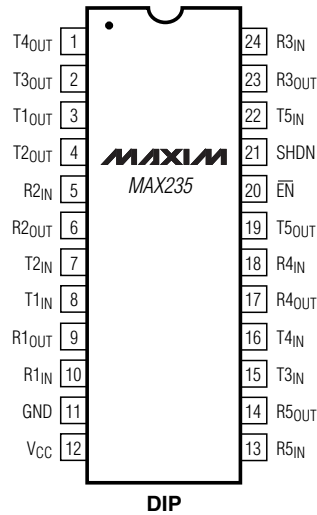 T4OUT 1 24 R3IN
T3OUT 2 23 R3OUT
T1OUT 3 22 T5IN
T2OUT 4 MAXIM 21 SHDN
R2IN 5 MAX235 20 E̅N̅
R2OUT 6 19 T5OUT
T2IN 7 18 R4IN
T1IN 8 17 R4OUT
R1OUT 9 16 T4IN
R1IN 10 15 T3IN
GND 11 14 R5OUT
VCC 12 13 R5IN
DIP